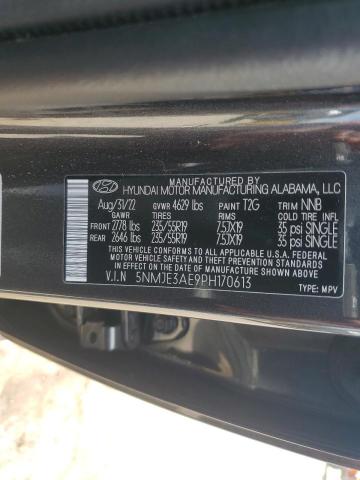 MANUFACTURED BY
HYUNDAI MOTOR MANUFACTURING ALABAMA, LLC
Aug/31/22 GVWR 4629 lbs PAINT T2G TRIM NNB
GAWR TIRES RIMS COLD TIRE INFL
FRONT 2778 lbs 235/55R19 7.5JX19 35 psi SINGLE
REAR 2646 lbs 235/55R19 7.5JX19 35 psi SINGLE
THIS VEHICLE CONFORMS TO ALL APPLICABLE
U.S.A. FEDERAL MOTOR VEHICLE SAFETY
AND THEFT PREVENTION STANDARDS IN EFFECT
ON THE DATE OF MANUFACTURE SHOWN ABOVE.
V.I.N 5NMJE3AE9PH170613
TYPE: MPV